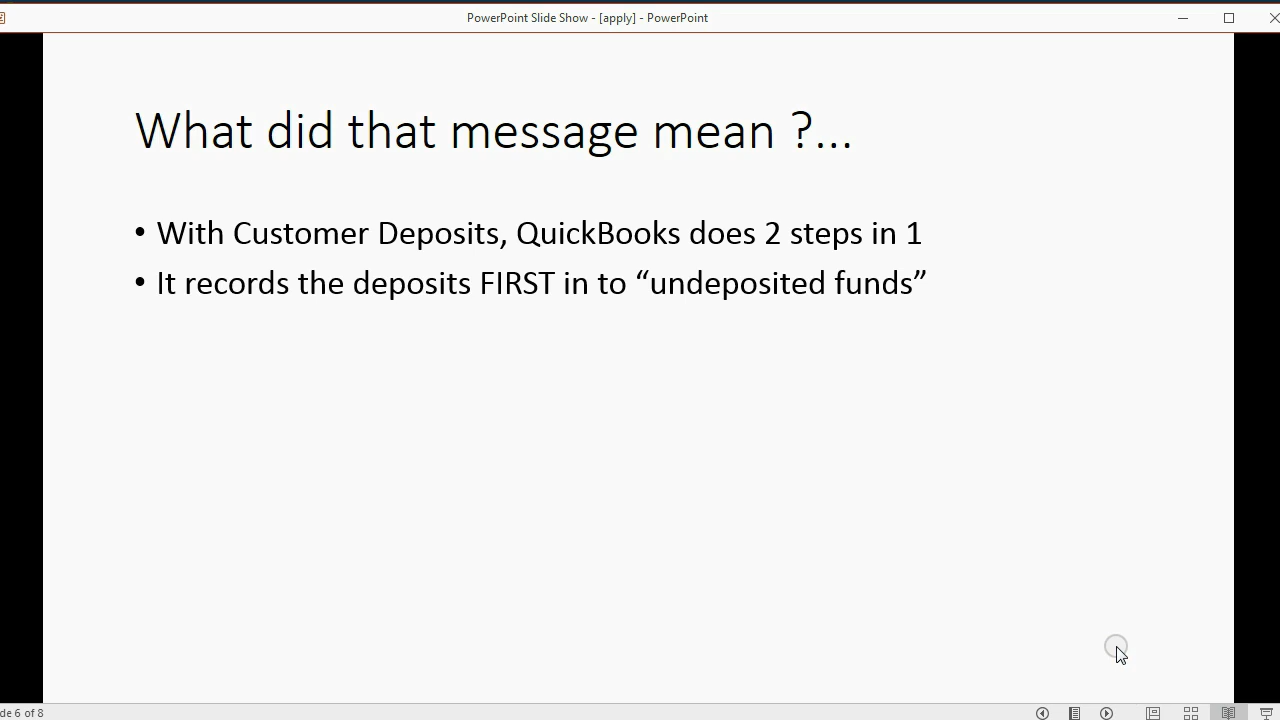 PowerPoint Slide Show - [apply] - PowerPoint
What did that message mean ?...
• With Customer Deposits, QuickBooks does 2 steps in 1
• It records the deposits FIRST in to “undeposited funds”
de 6 of 8